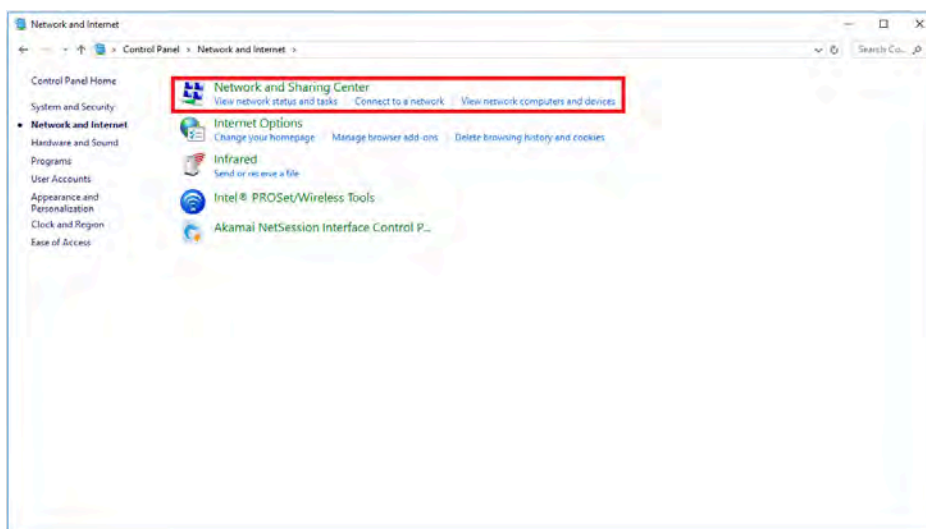 Network and Internet
Control Panel > Network and Internet >
Search Co...
Control Panel Home
System and Security
Network and Internet
Hardware and Sound
Programs
User Accounts
Appearance and
Personalization
Clock and Region
Ease of Access
Network and Sharing Center
View network status and tasks Connect to a network View network computers and devices
Internet Options
Change your homepage Manage browser add-ons Delete browsing history and cookies
Infrared
Send or receive a file
Intel® PROSet/Wireless Tools
Akamai NetSession Interface Control P...